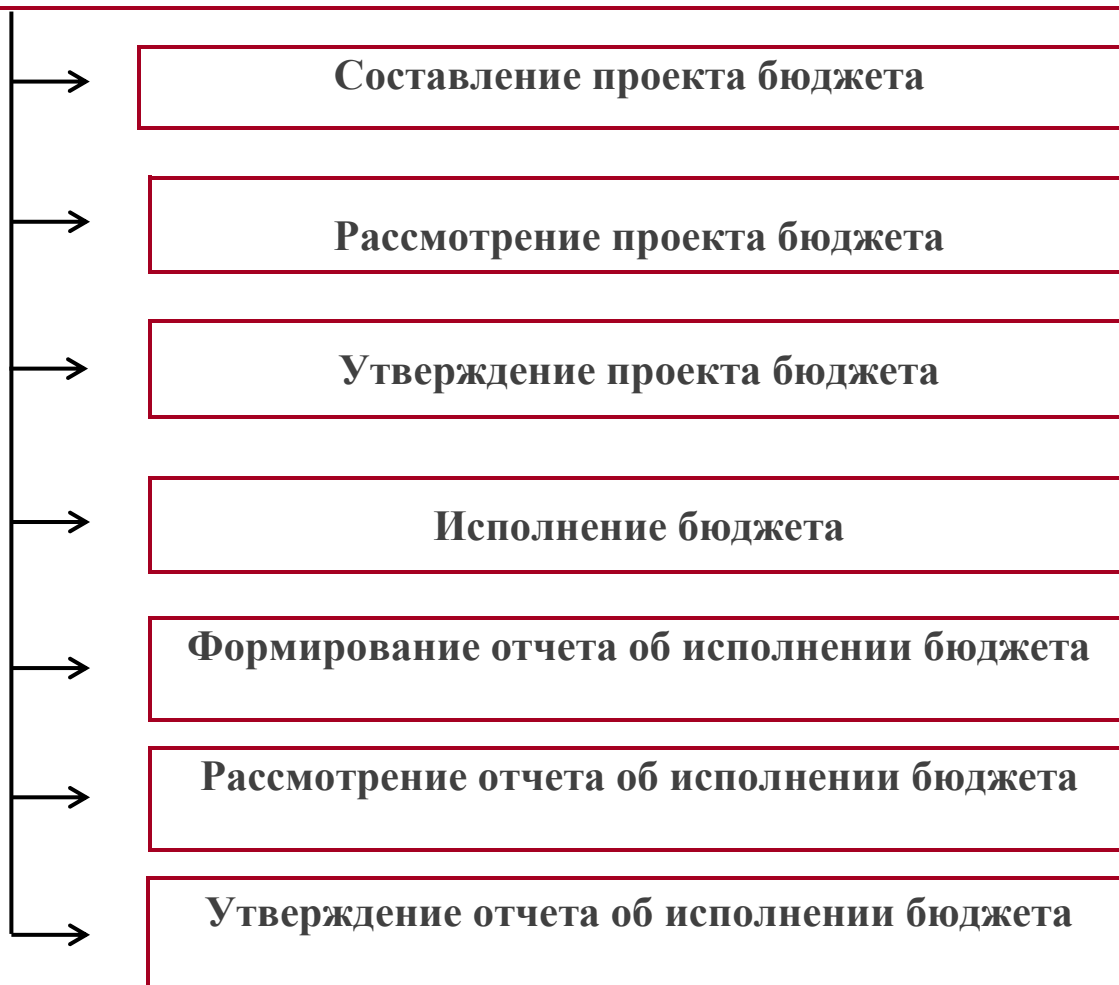 Составление проекта бюджета
Рассмотрение проекта бюджета
Утверждение проекта бюджета
Исполнение бюджета
Формирование отчета об исполнении бюджета
Рассмотрение отчета об исполнении бюджета
Утверждение отчета об исполнении бюджета